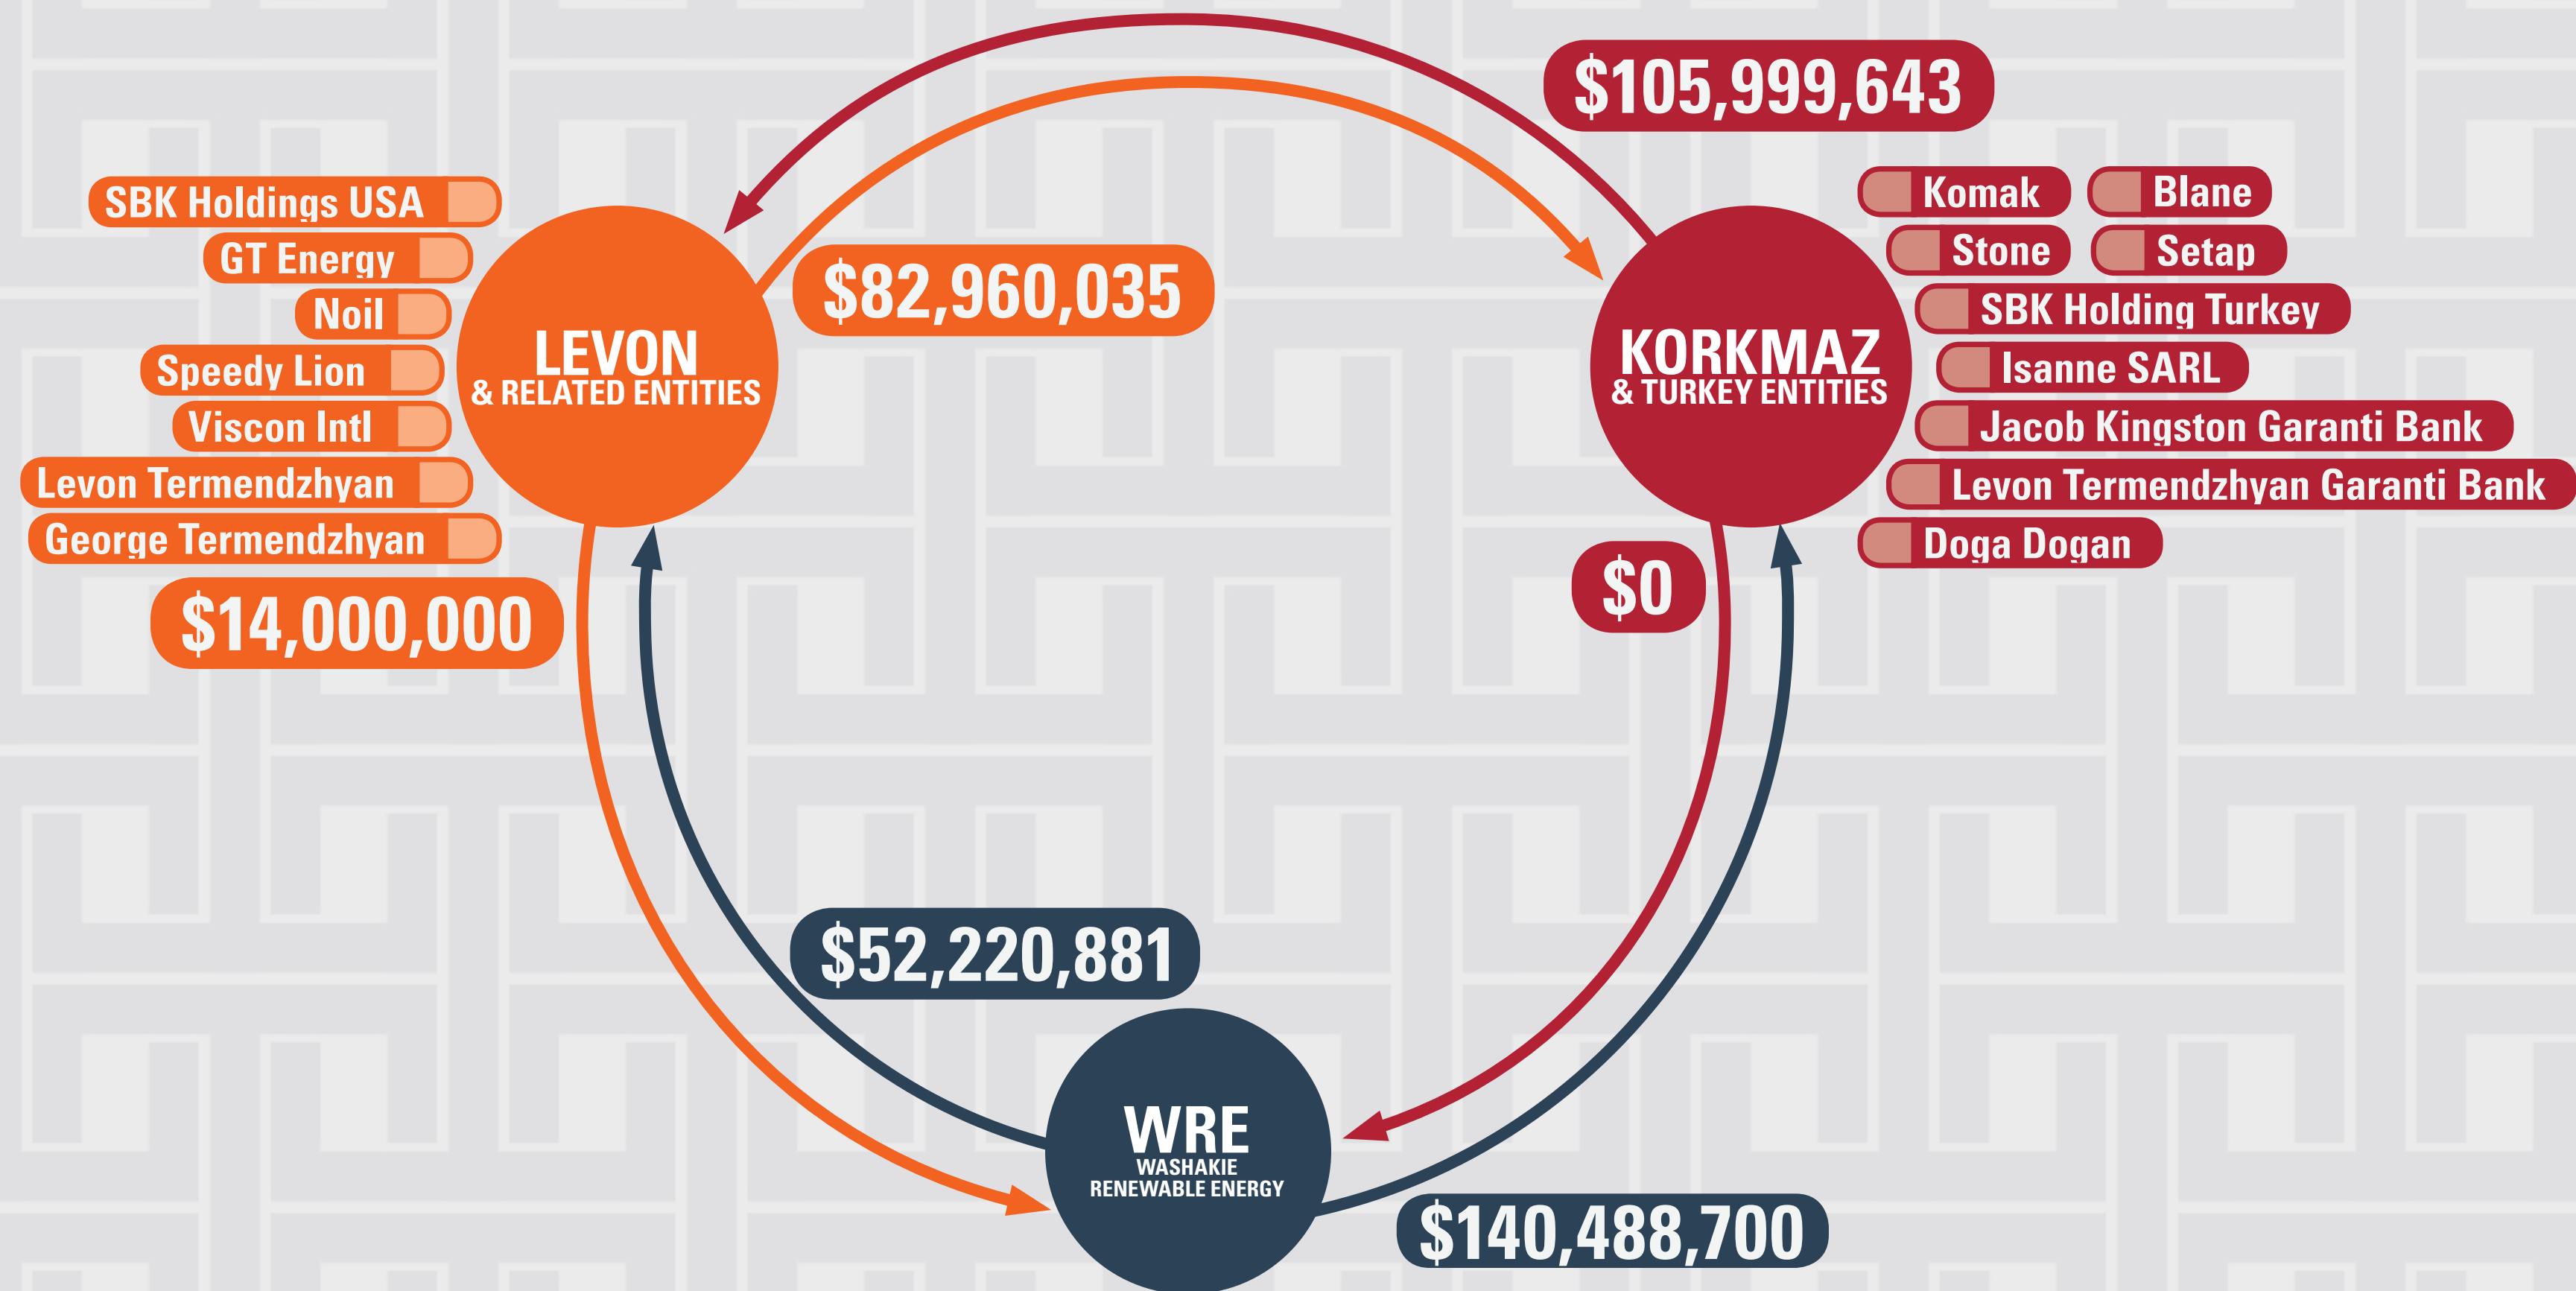 $105,999,643
SBK Holdings USA
GT Energy
Noil
Speedy Lion
Viscon Intl
Levon Termendzhyan
George Termendzhyan
LEVON
& RELATED ENTITIES
$82,960,035
KORKMAZ
& TURKEY ENTITIES
Komak
Blane
Stone
Setap
SBK Holding Turkey
Isanne SARL
Jacob Kingston Garanti Bank
Levon Termendzhyan Garanti Bank
Doga Dogan
$14,000,000
$0
$52,220,881
WRE
WASHAKIE
RENEWABLE ENERGY
$140,488,700